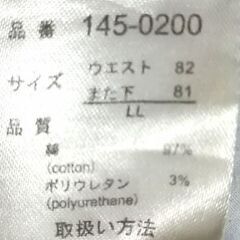 品番 145-0200
サイズ ウエスト 82
また下 81
LL
品質
綿 97%
(cotton)
ポリウレタン 3%
(polyurethane)
取扱い方法